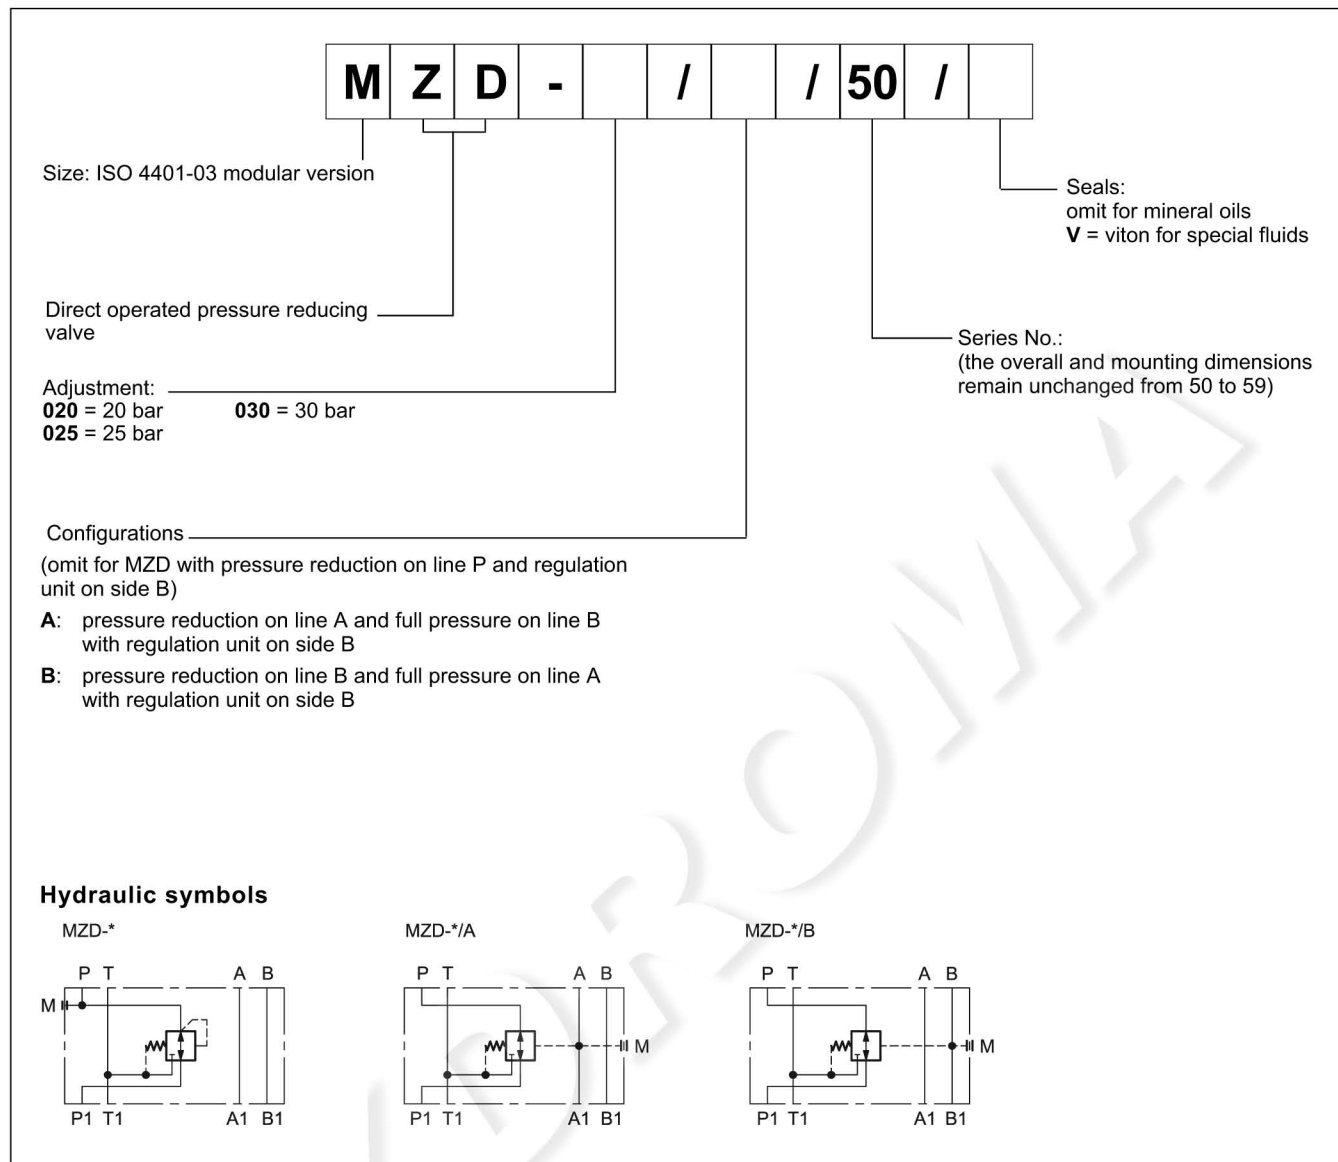 M Z D - / / 50 /
Size: ISO 4401-03 modular version
Seals:
omit for mineral oils
V = viton for special fluids
Direct operated pressure reducing
valve
Series No.:
(the overall and mounting dimensions
remain unchanged from 50 to 59)
Adjustment:
020 = 20 bar 030 = 30 bar
025 = 25 bar
Configurations
(omit for MZD with pressure reduction on line P and regulation
unit on side B)
A: pressure reduction on line A and full pressure on line B
with regulation unit on side B
B: pressure reduction on line B and full pressure on line A
with regulation unit on side B
Hydraulic symbols
MZD-* MZD-*/A MZD-*/B
P T A B P T A B P T A B
M
M M
P1 T1 A1 B1 P1 T1 A1 B1 P1 T1 A1 B1